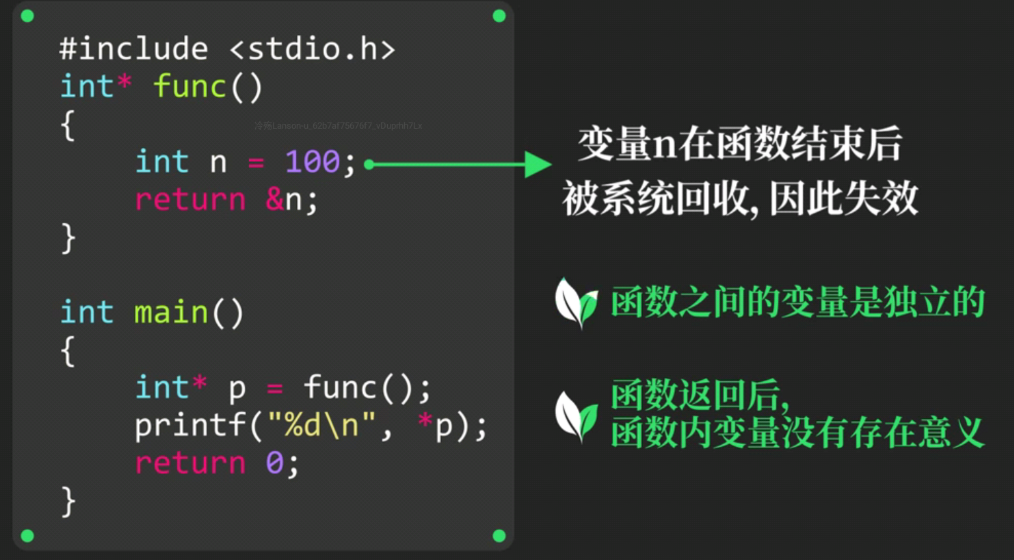 #include <stdio.h>
int* func()
{
    int n = 100;
    return &n;
}
int main()
{
    int* p = func();
    printf("%d\n", *p);
    return 0;
}
变量n在函数结束后
被系统回收, 因此失效
函数之间的变量是独立的
函数返回后,
函数内变量没有存在意义